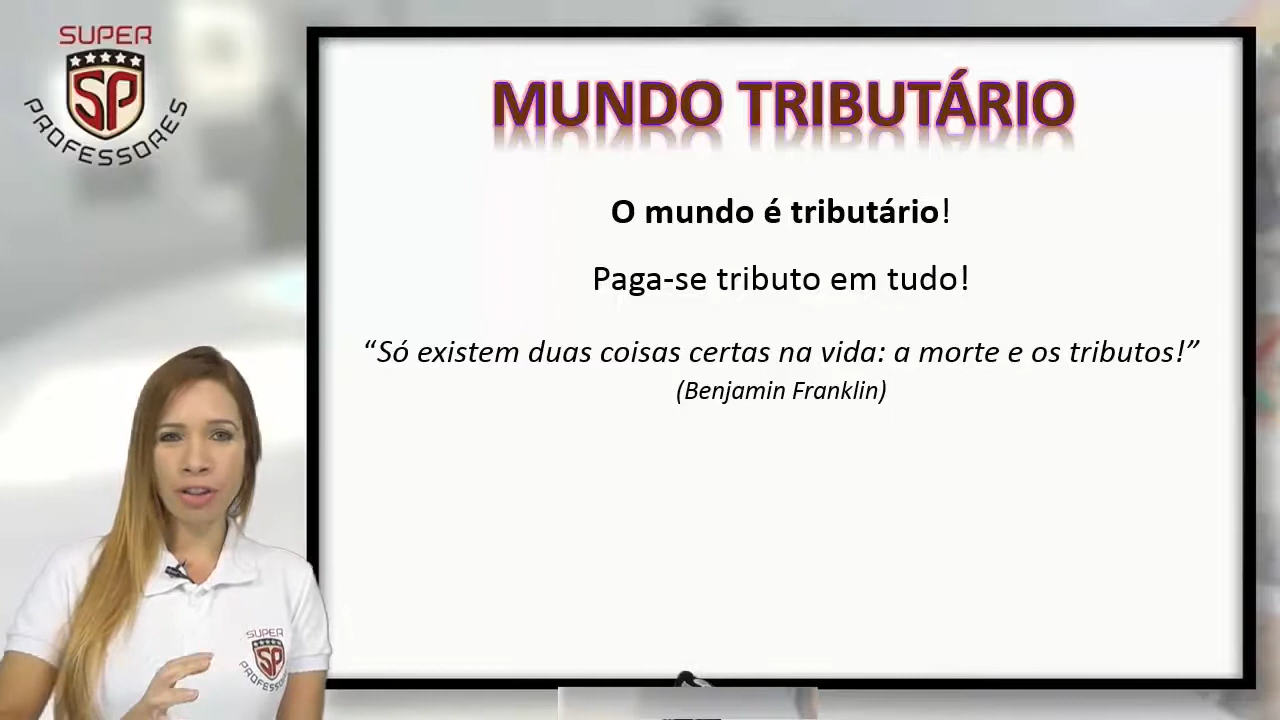 SUPER
SP
PROFESSORES
MUNDO TRIBUTÁRIO
O mundo é tributário!
Paga-se tributo em tudo!
“Só existem duas coisas certas na vida: a morte e os tributos!”
(Benjamin Franklin)
SUPER
SP
PROFESSORES